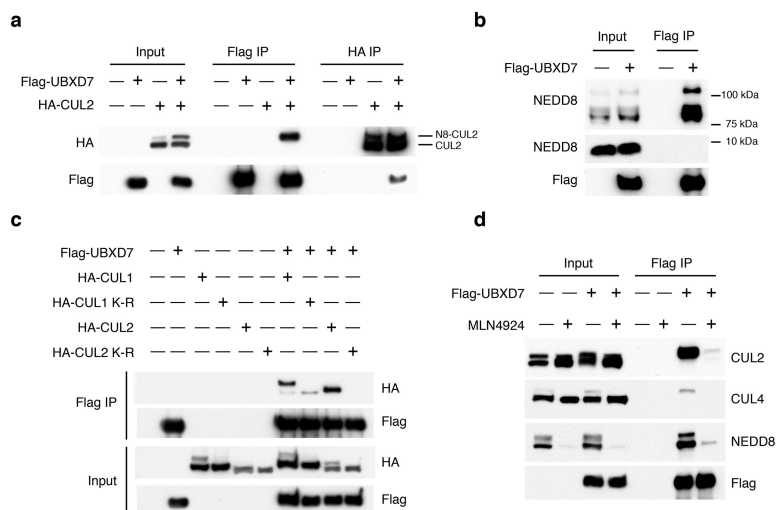 a
Input Flag IP HA IP
Flag-UBXD7 — + — + — + — + — + — +
HA-CUL2 — — + + — — + + — — + +
HA
N8-CUL2
CUL2
Flag
b
Input Flag IP
Flag-UBXD7 — + — +
NEDD8
100 kDa
75 kDa
NEDD8
10 kDa
Flag
c
Flag-UBXD7 — + — — — — + + + +
HA-CUL1 — — + — — — + — — —
HA-CUL1 K-R — — — + — — — + — —
HA-CUL2 — — — — + — — — + —
HA-CUL2 K-R — — — — — + — — — +
Flag IP
HA
Flag
Input
HA
Flag
d
Input Flag IP
Flag-UBXD7 — — + + — — + +
MLN4924 — + — + — + — +
CUL2
CUL4
NEDD8
Flag